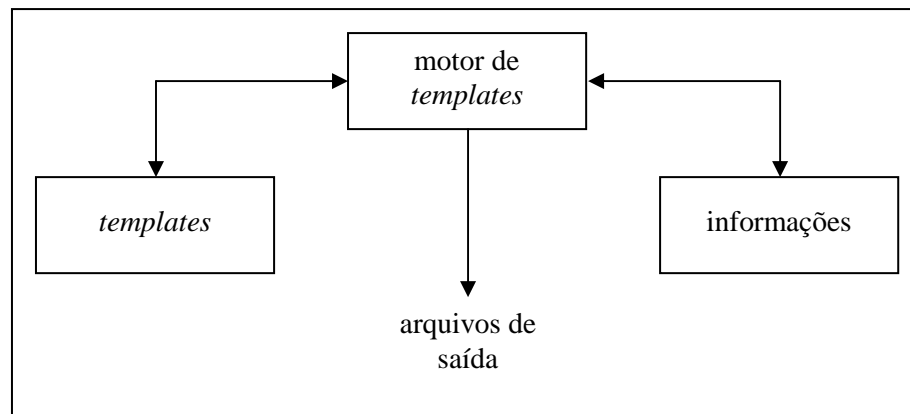 motor de
templates
templates
informações
arquivos de
saída